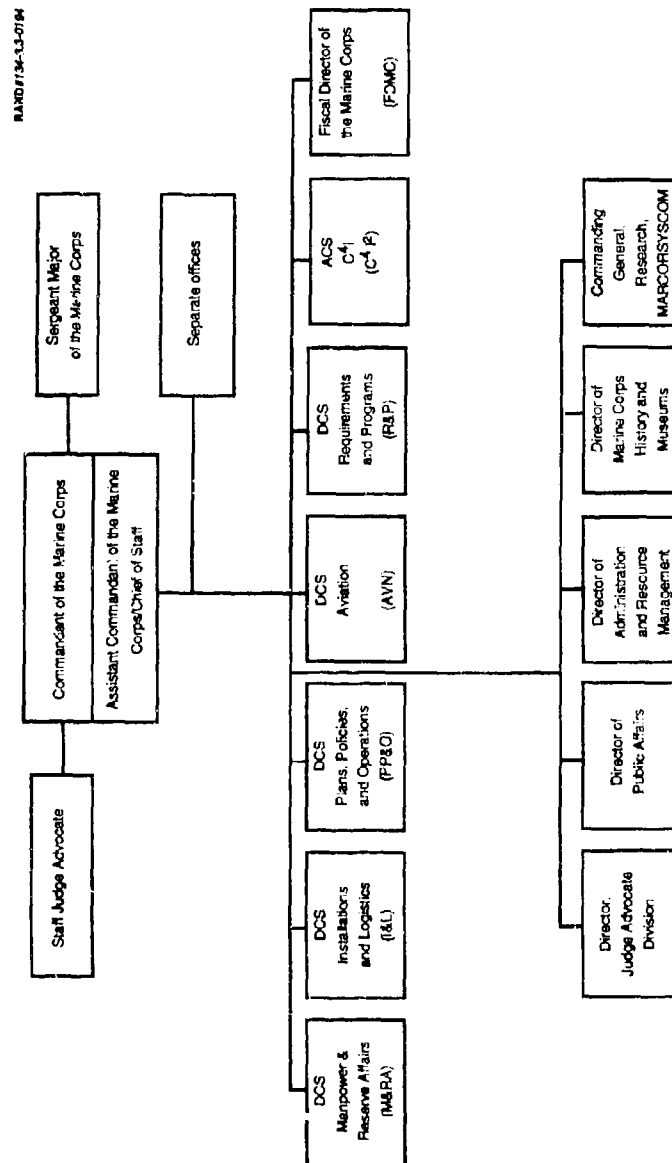 RAND #134-3.3-0194
Staff Judge Advocate
Commandant of the Marine Corps
Assistant Commandant of the Marine
Corps/Chief of Staff
Sergeant Major
of the Marine Corps
Separate offices
DCS
Manpower &
Reserve Affairs
(M&RA)
DCS
Installations
and Logistics
(I&L)
DCS
Plans, Policies,
and Operations
(PP&O)
DCS
Aviation
(AVN)
DCS
Requirements
and Programs
(R&P)
ACS
C⁴I
(C⁴I²)
Fiscal Director of
the Marine Corps
(FDMC)
Director,
Judge Advocate
Division
Director of
Public Affairs
Director of
Administration
and Resource
Management
Director of
Marine Corps
History and
Museums
Commanding
General,
Research,
MARCORSYSCOM